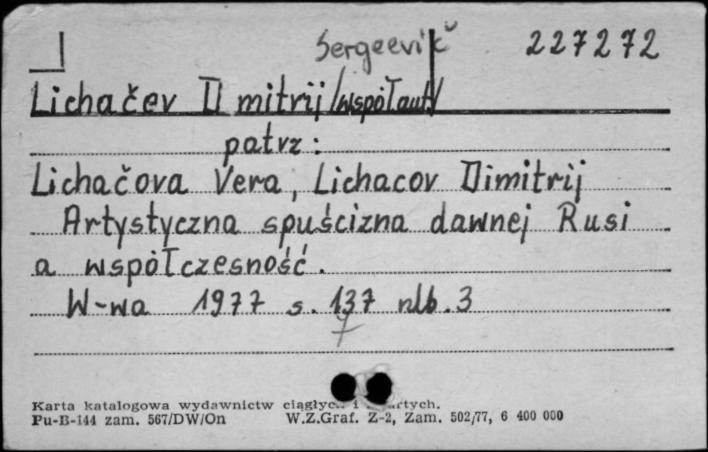 Sergeevič 227272
Lichačev Dmitrij /współaut/
patrz:
Lichačova Vera, Lichacov Dimitrij
Artystyczna spuścizna dawnej Rusi
a współczesność.
W-wa 1977 s. 137 nlb. 3
7
Karta katalogowa wydawnictw ciągłych i artych.
Pu-B-144 zam. 567/DW/On W.Z.Graf. Z-2, Zam. 502/77, 6 400 000